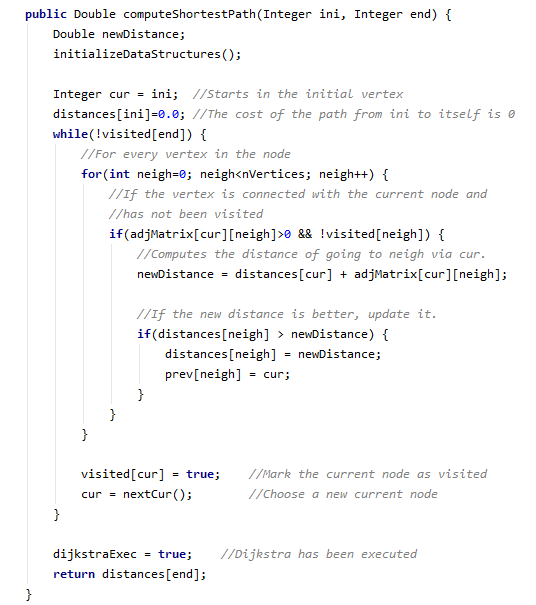 public Double computeShortestPath(Integer ini, Integer end) {
    Double newDistance;
    initializeDataStructures();

    Integer cur = ini;  //Starts in the initial vertex
    distances[ini]=0.0; //The cost of the path from ini to itself is 0
    while(!visited[end]) {
        //For every vertex in the node
        for(int neigh=0; neigh<nVertices; neigh++) {
            //If the vertex is connected with the current node and
            //has not been visited
            if(adjMatrix[cur][neigh]>0 && !visited[neigh]) {
                //Computes the distance of going to neigh via cur.
                newDistance = distances[cur] + adjMatrix[cur][neigh];

                //If the new distance is better, update it.
                if(distances[neigh] > newDistance) {
                    distances[neigh] = newDistance;
                    prev[neigh] = cur;
                }
            }
        }

        visited[cur] = true;    //Mark the current node as visited
        cur = nextCur();        //Choose a new current node
    }

    dijkstraExec = true;    //Dijkstra has been executed
    return distances[end];
}